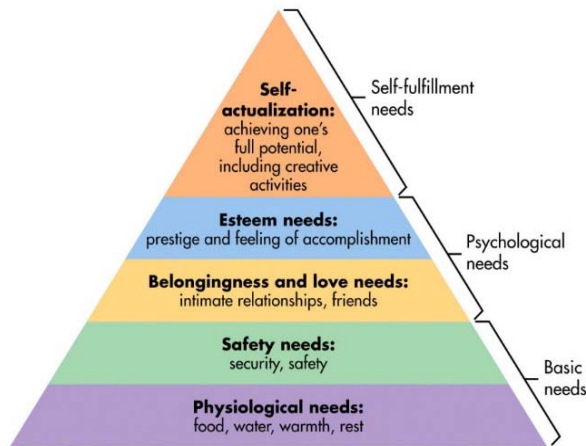 Self-
actualization:
achieving one's
full potential,
including creative
activities
Self-fulfillment
needs
Esteem needs:
prestige and feeling of accomplishment
Belongingness and love needs:
intimate relationships, friends
Psychological
needs
Safety needs:
security, safety
Physiological needs:
food, water, warmth, rest
Basic
needs